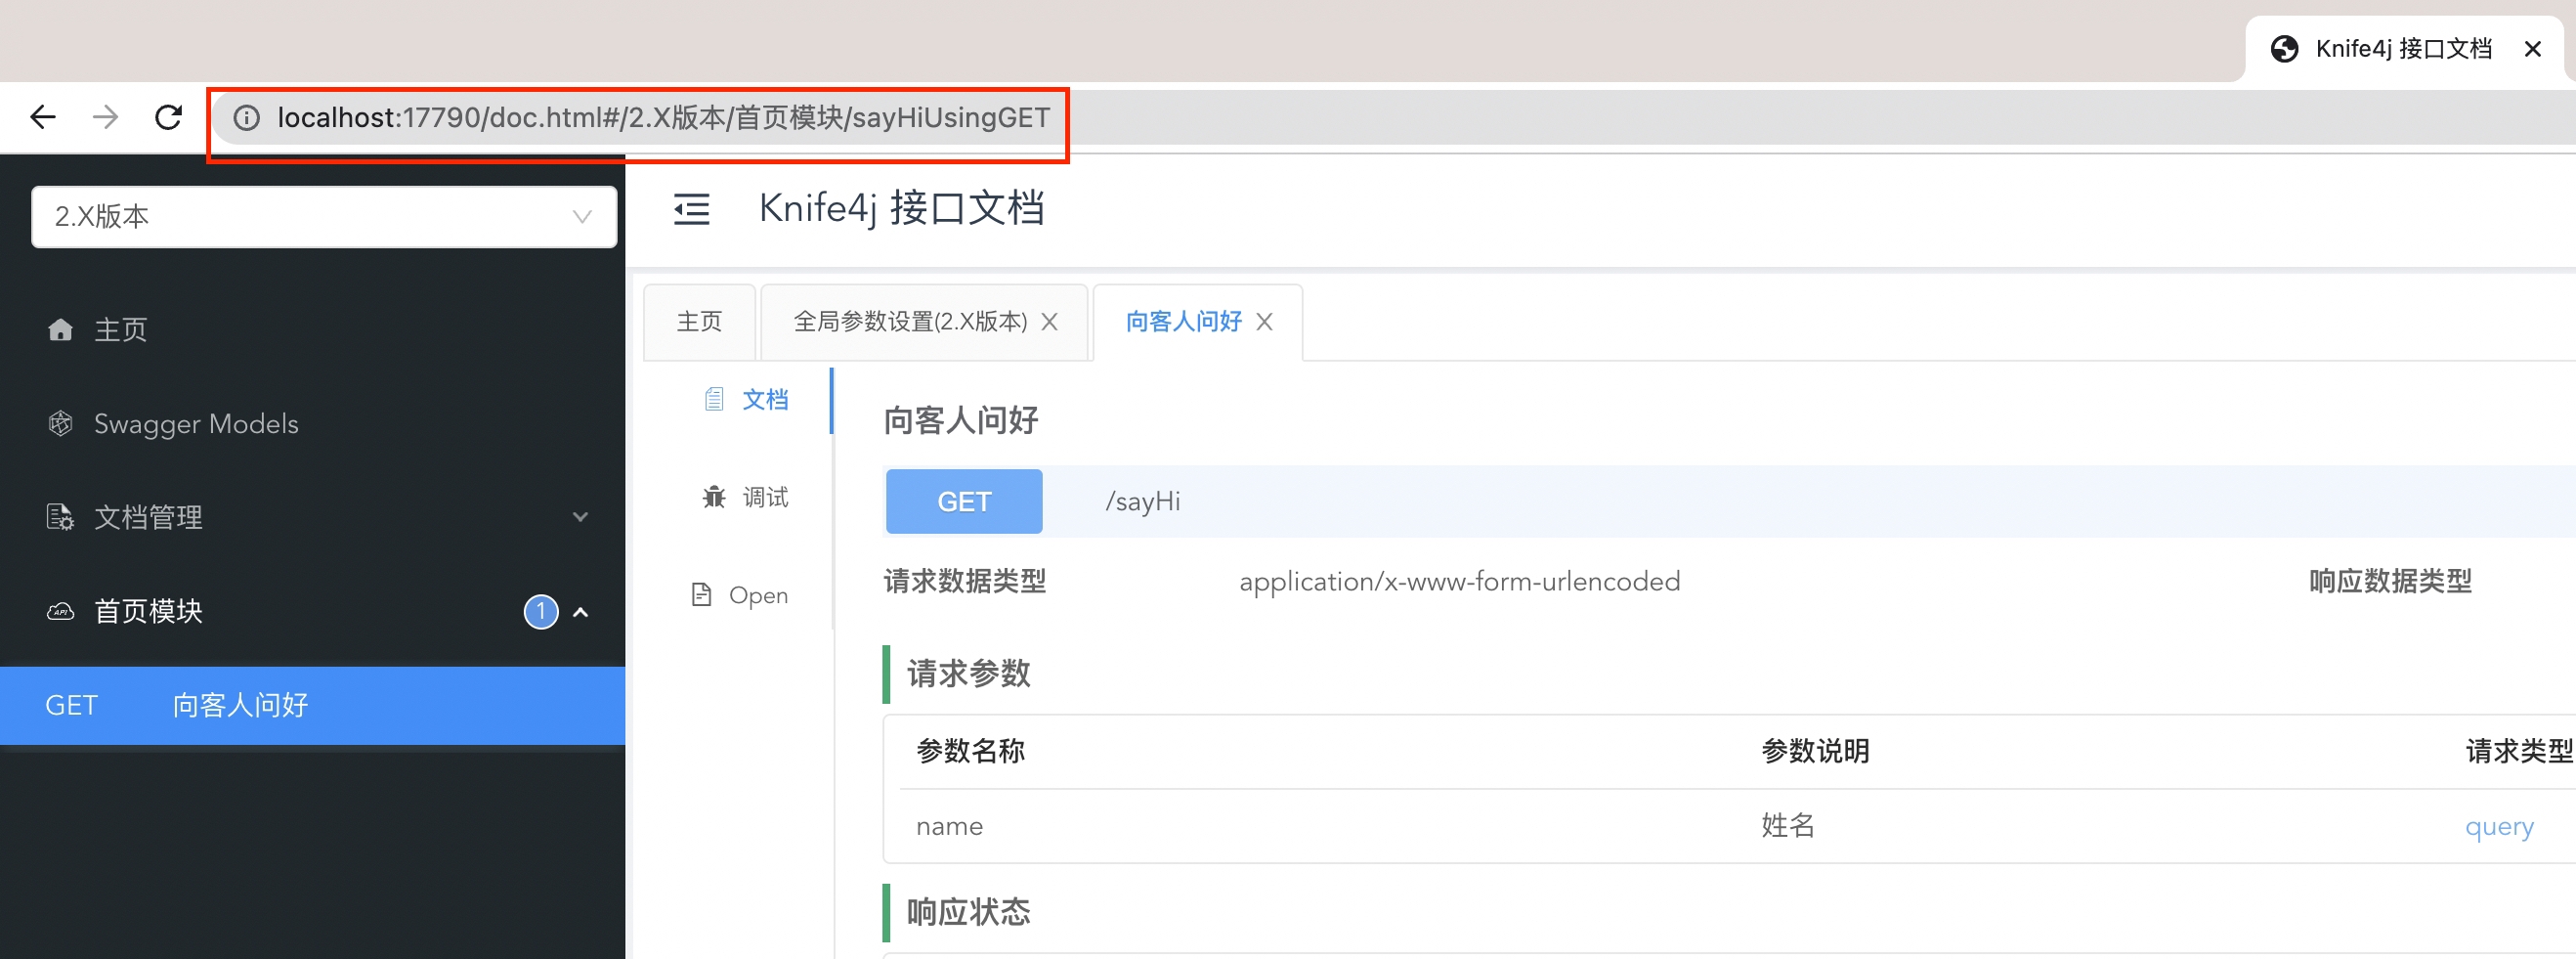 Knife4j 接口文档
localhost:17790/doc.html#/2.X版本/首页模块/sayHiUsingGET
2.X版本
主页
Swagger Models
文档管理
首页模块 1
GET 向客人问好
Knife4j 接口文档
主页 全局参数设置(2.X版本) 向客人问好
文档
调试
Open
向客人问好
GET /sayHi
请求数据类型 application/x-www-form-urlencoded 响应数据类型
请求参数
参数名称 参数说明 请求类型
name 姓名 query
响应状态